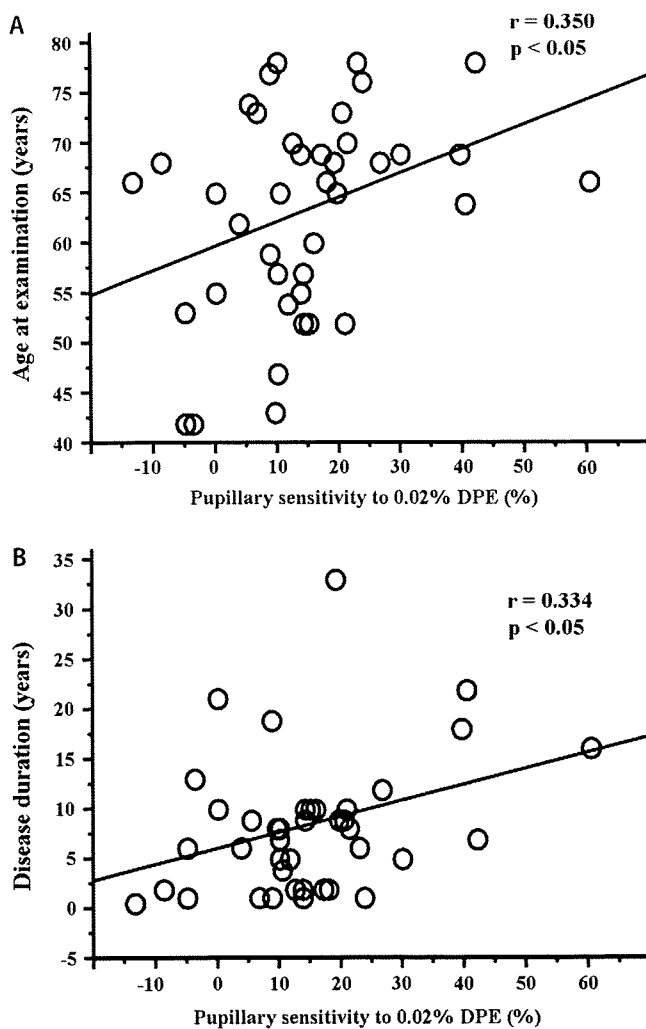 A
r = 0.350
p < 0.05
80
75
70
65
60
55
50
45
40
Age at examination (years)
-10 0 10 20 30 40 50 60
Pupillary sensitivity to 0.02% DPE (%)
B
r = 0.334
p < 0.05
35
30
25
20
15
10
5
0
-5
Disease duration (years)
-10 0 10 20 30 40 50 60
Pupillary sensitivity to 0.02% DPE (%)